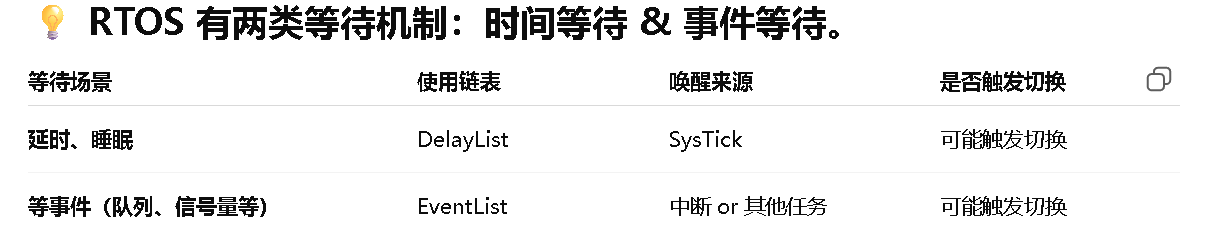 💡 RTOS 有两类等待机制：时间等待 & 事件等待。
等待场景 使用链表 唤醒来源 是否触发切换
延时、睡眠 DelayList SysTick 可能触发切换
等事件（队列、信号量等） EventList 中断 or 其他任务 可能触发切换